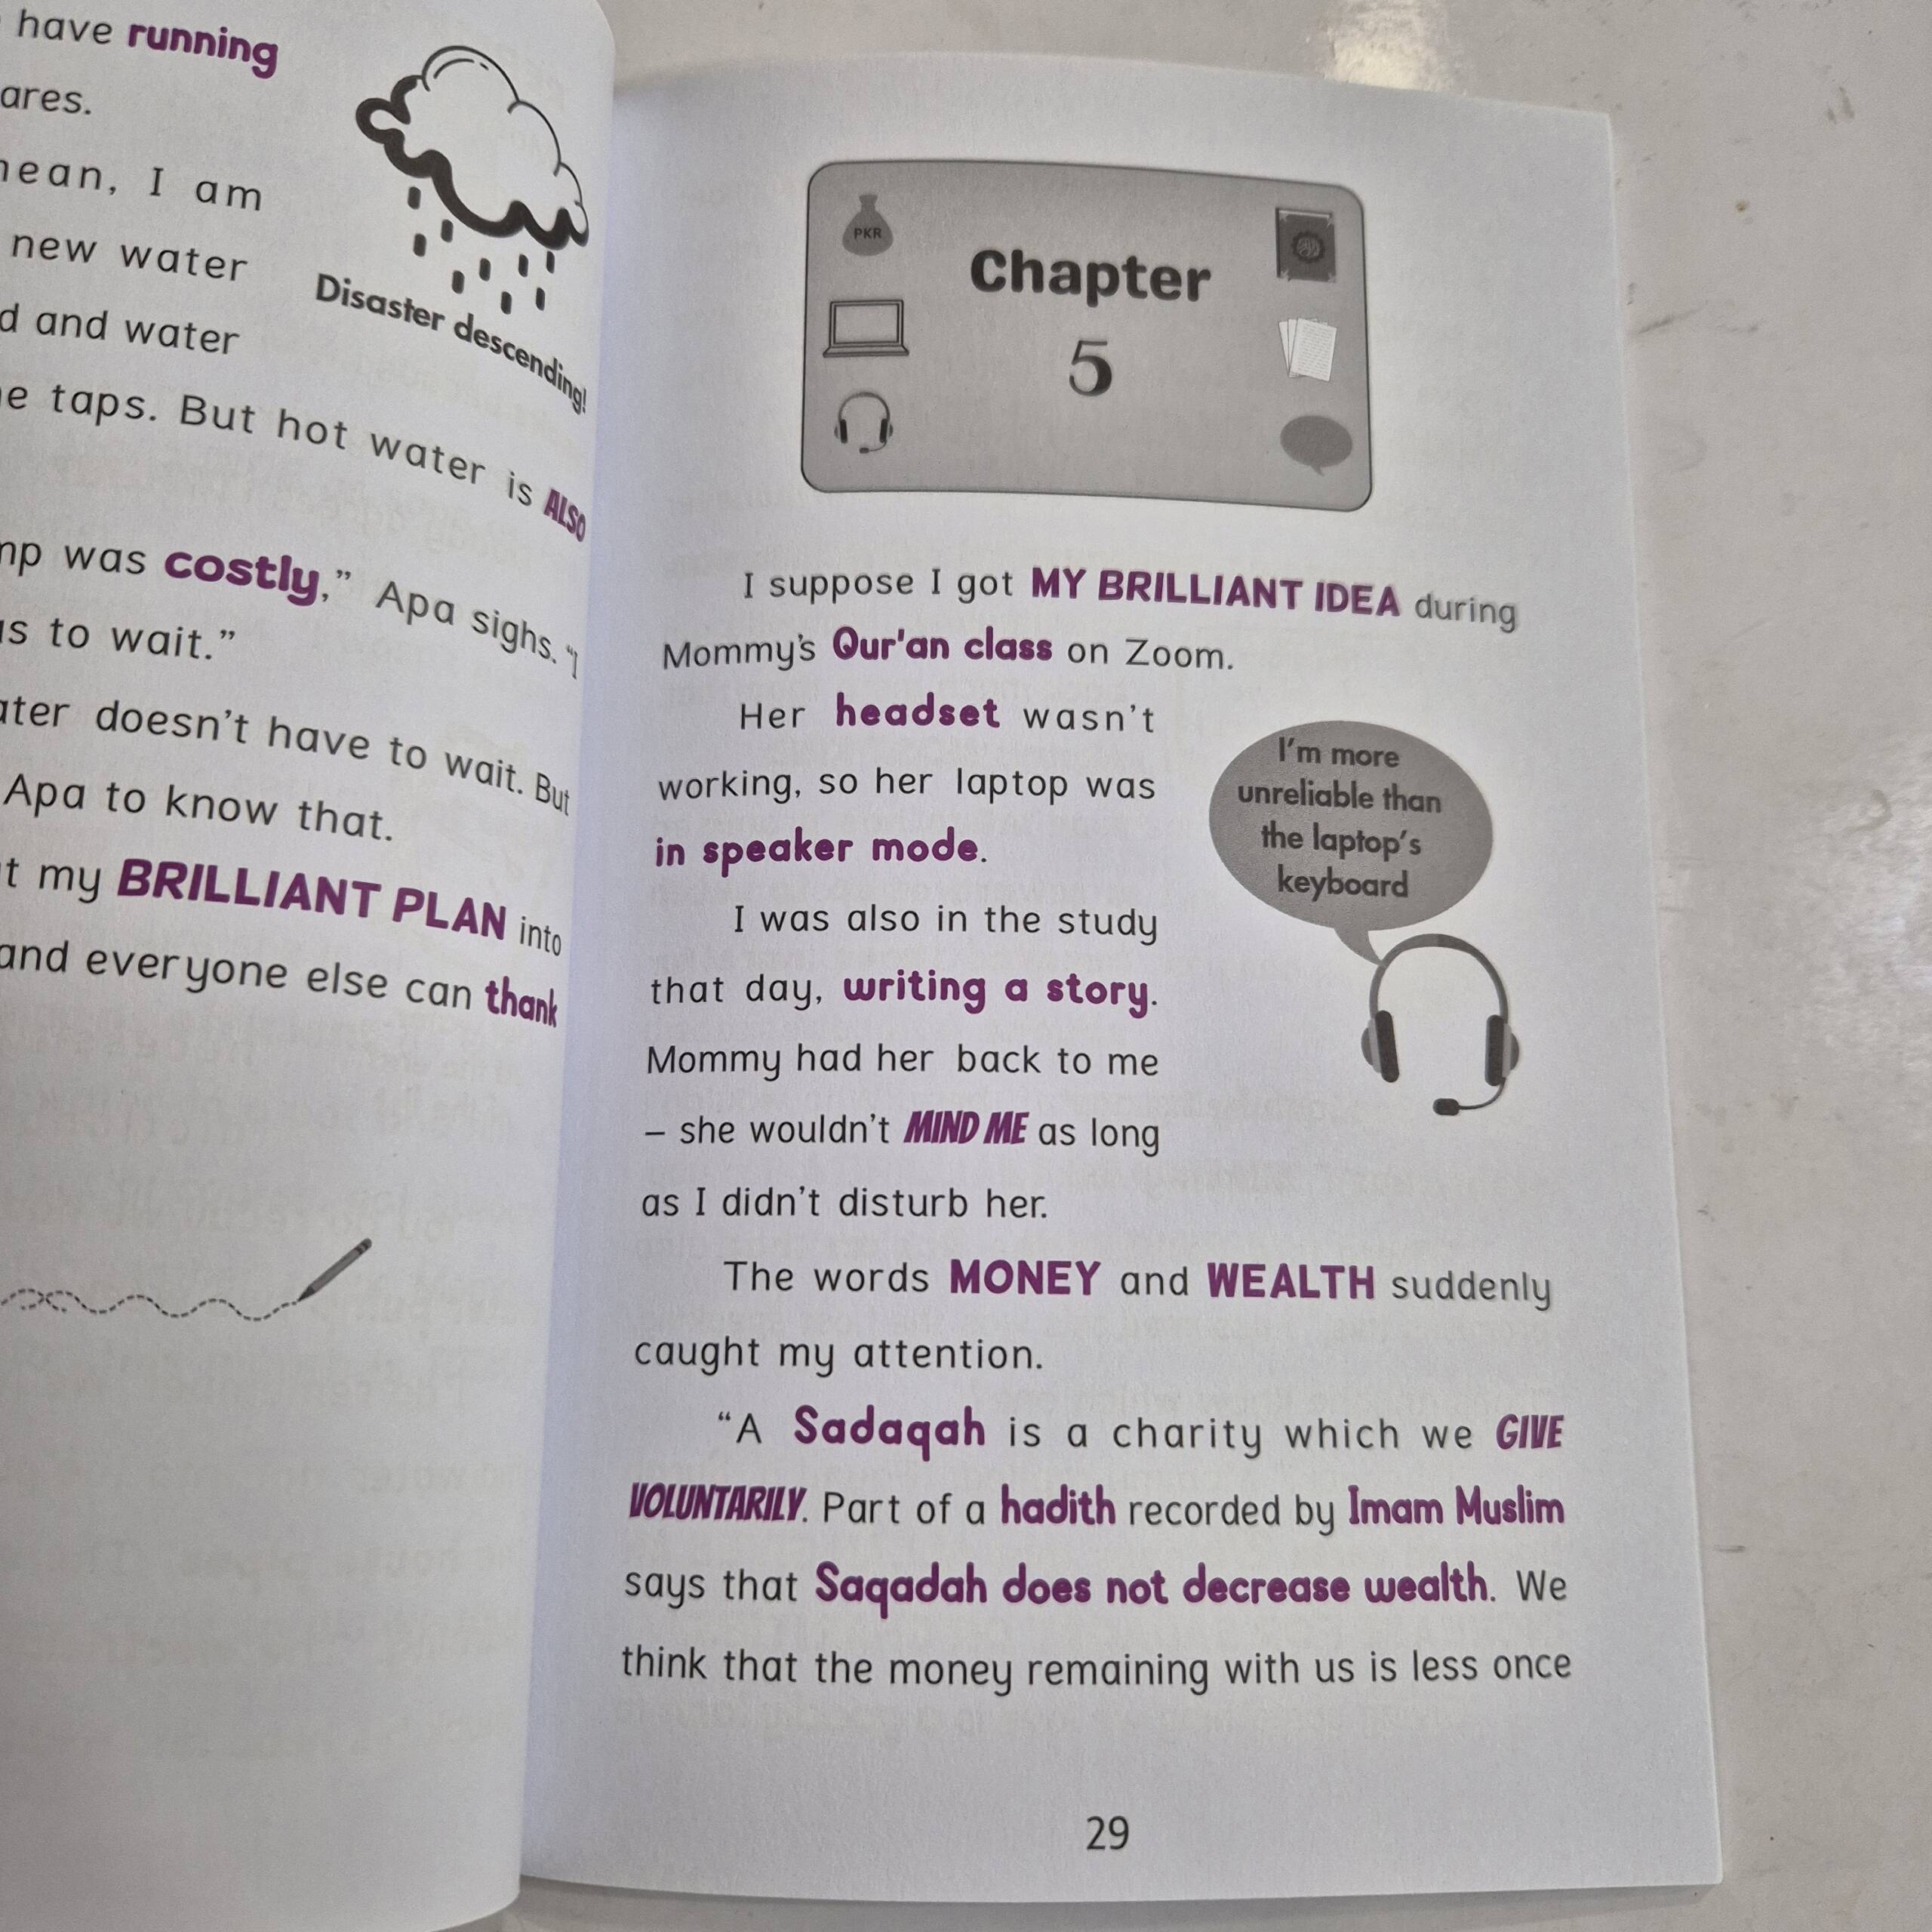 have running
ares.
I am
new water
and water
taps. But hot water is ALSO
was costly,” Apa sighs.
to wait.”
doesn’t have to wait. But
Apa to know that.
my BRILLIANT PLAN into
and everyone else can thank
Disaster descending!
PKR
Chapter
5
I suppose I got MY BRILLIANT IDEA during
Mommy’s Qur'an class on Zoom.
Her headset wasn’t
working, so her laptop was
in speaker mode.
I was also in the study
that day, writing a story.
Mommy had her back to me
– she wouldn’t MIND ME as long
as I didn’t disturb her.
I’m more
unreliable than
the laptop’s
keyboard
The words MONEY and WEALTH suddenly
caught my attention.
“A Sadaqah is a charity which we GIVE
VOLUNTARILY. Part of a hadith recorded by Imam Muslim
says that Saqadah does not decrease wealth. We
think that the money remaining with us is less once
29